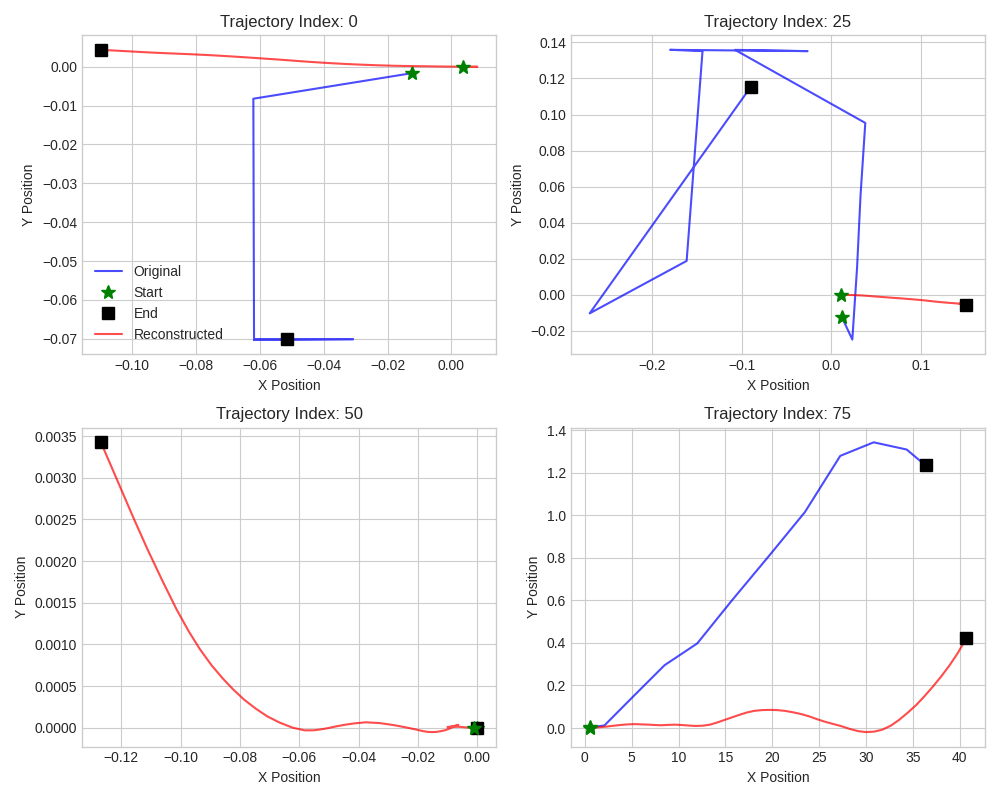 Trajectory Index: 0
Y Position
0.00
−0.01
−0.02
−0.03
−0.04
−0.05
−0.06
−0.07
Original
Start
End
Reconstructed
−0.10 −0.08 −0.06 −0.04 −0.02 0.00
X Position
Trajectory Index: 25
Y Position
0.14
0.12
0.10
0.08
0.06
0.04
0.02
0.00
−0.02
−0.2 −0.1 0.0 0.1
X Position
Trajectory Index: 50
Y Position
0.0035
0.0030
0.0025
0.0020
0.0015
0.0010
0.0005
0.0000
−0.12 −0.10 −0.08 −0.06 −0.04 −0.02 0.00
X Position
Trajectory Index: 75
Y Position
1.4
1.2
1.0
0.8
0.6
0.4
0.2
0.0
0 5 10 15 20 25 30 35 40
X Position